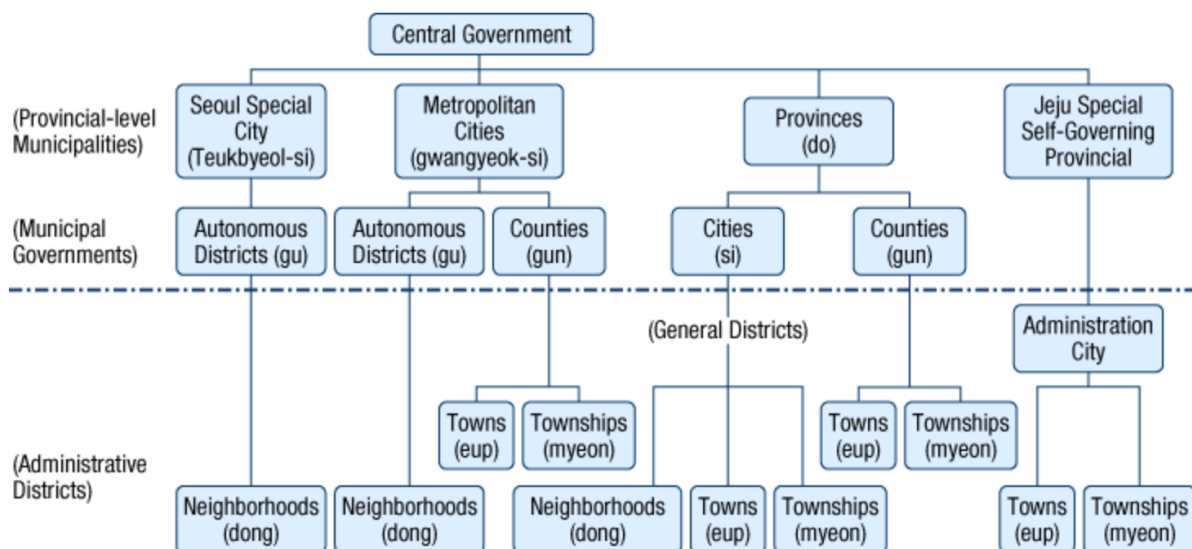 Central Government
(Provincial-level
Municipalities)
Seoul Special
City
(Teukbyeol-si)
Metropolitan
Cities
(gwangyeok-si)
Provinces
(do)
Jeju Special
Self-Governing
Provincial
(Municipal
Governments)
Autonomous
Districts (gu)
Autonomous
Districts (gu)
Counties
(gun)
Cities
(si)
Counties
(gun)
(General Districts)
Administration
City
(Administrative
Districts)
Towns
(eup)
Townships
(myeon)
Towns
(eup)
Townships
(myeon)
Neighborhoods
(dong)
Neighborhoods
(dong)
Neighborhoods
(dong)
Towns
(eup)
Townships
(myeon)
Towns
(eup)
Townships
(myeon)